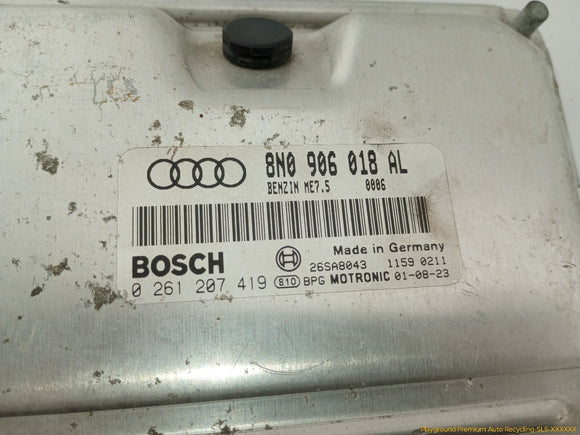 8N0 906 018 AL
BENZIN ME7.5 0006
BOSCH
Made in Germany
26SA8043 1159 0211
0 261 207 419 810 BPG MOTRONIC 01-08-23
Playground Premium Auto Recycling-SLS-XXXXXX